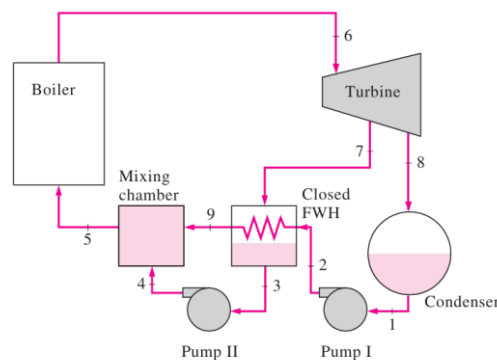 6
Boiler
Turbine
7
8
Mixing
chamber
Closed
FWH
9
5
2
4
3
Condenser
1
Pump II
Pump I